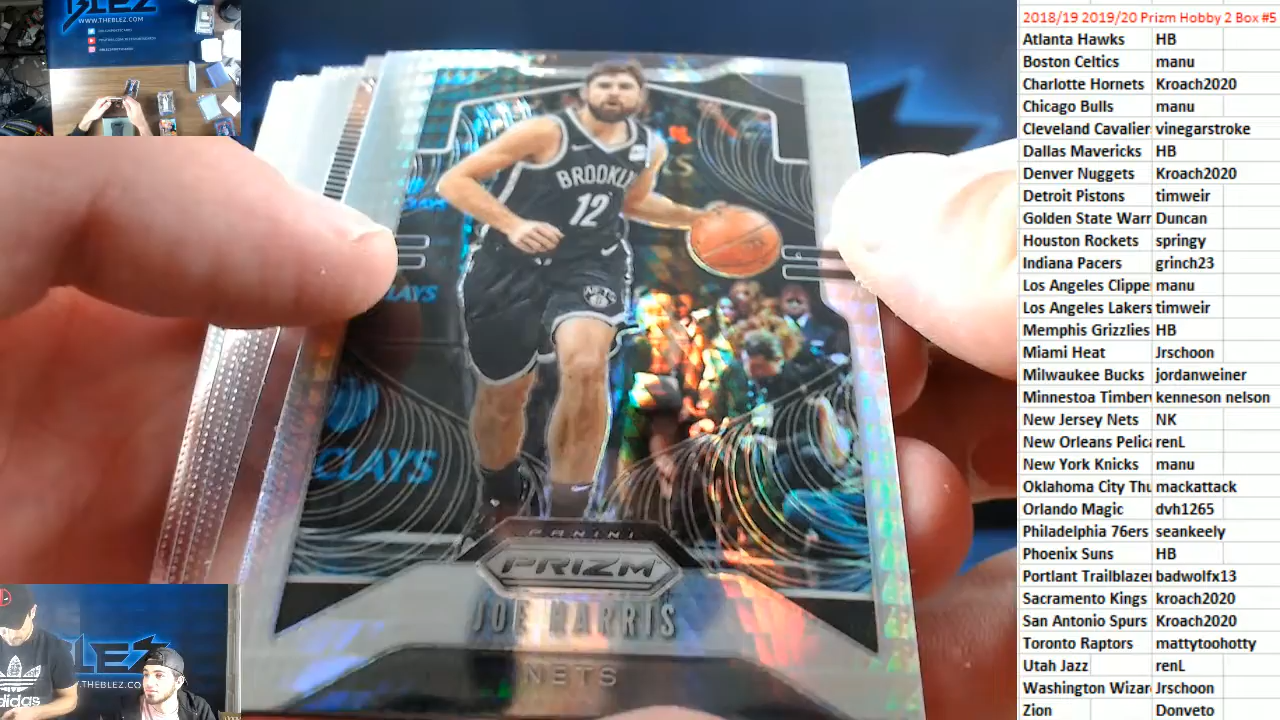 BLEZ
WWW.THEBLEZ.COM
BROOKLYN
12
NETS
CLAYS
PANINI
PRIZM
JOE HARRIS
NETS
BLEZ
adidas
2018/19 2019/20 Prizm Hobby 2 Box #5
Atlanta Hawks HB
Boston Celtics manu
Charlotte Hornets Kroach2020
Chicago Bulls manu
Cleveland Cavalier vinegarstroke
Dallas Mavericks HB
Denver Nuggets Kroach2020
Detroit Pistons timweir
Golden State Warr Duncan
Houston Rockets springy
Indiana Pacers grinch23
Los Angeles Clippe manu
Los Angeles Lakers timweir
Memphis Grizzlies HB
Miami Heat Jrschoon
Milwaukee Bucks jordanweiner
Minnestoa Timber kenneson nelson
New Jersey Nets NK
New Orleans Pelica renL
New York Knicks manu
Oklahoma City Thu mackattack
Orlando Magic dvh1265
Philadelphia 76ers seankeely
Phoenix Suns HB
Portlant Trailblaze badwolfx13
Sacramento Kings kroach2020
San Antonio Spurs Kroach2020
Toronto Raptors mattytoohotty
Utah Jazz renL
Washington Wizar Jrschoon
Zion Donveto